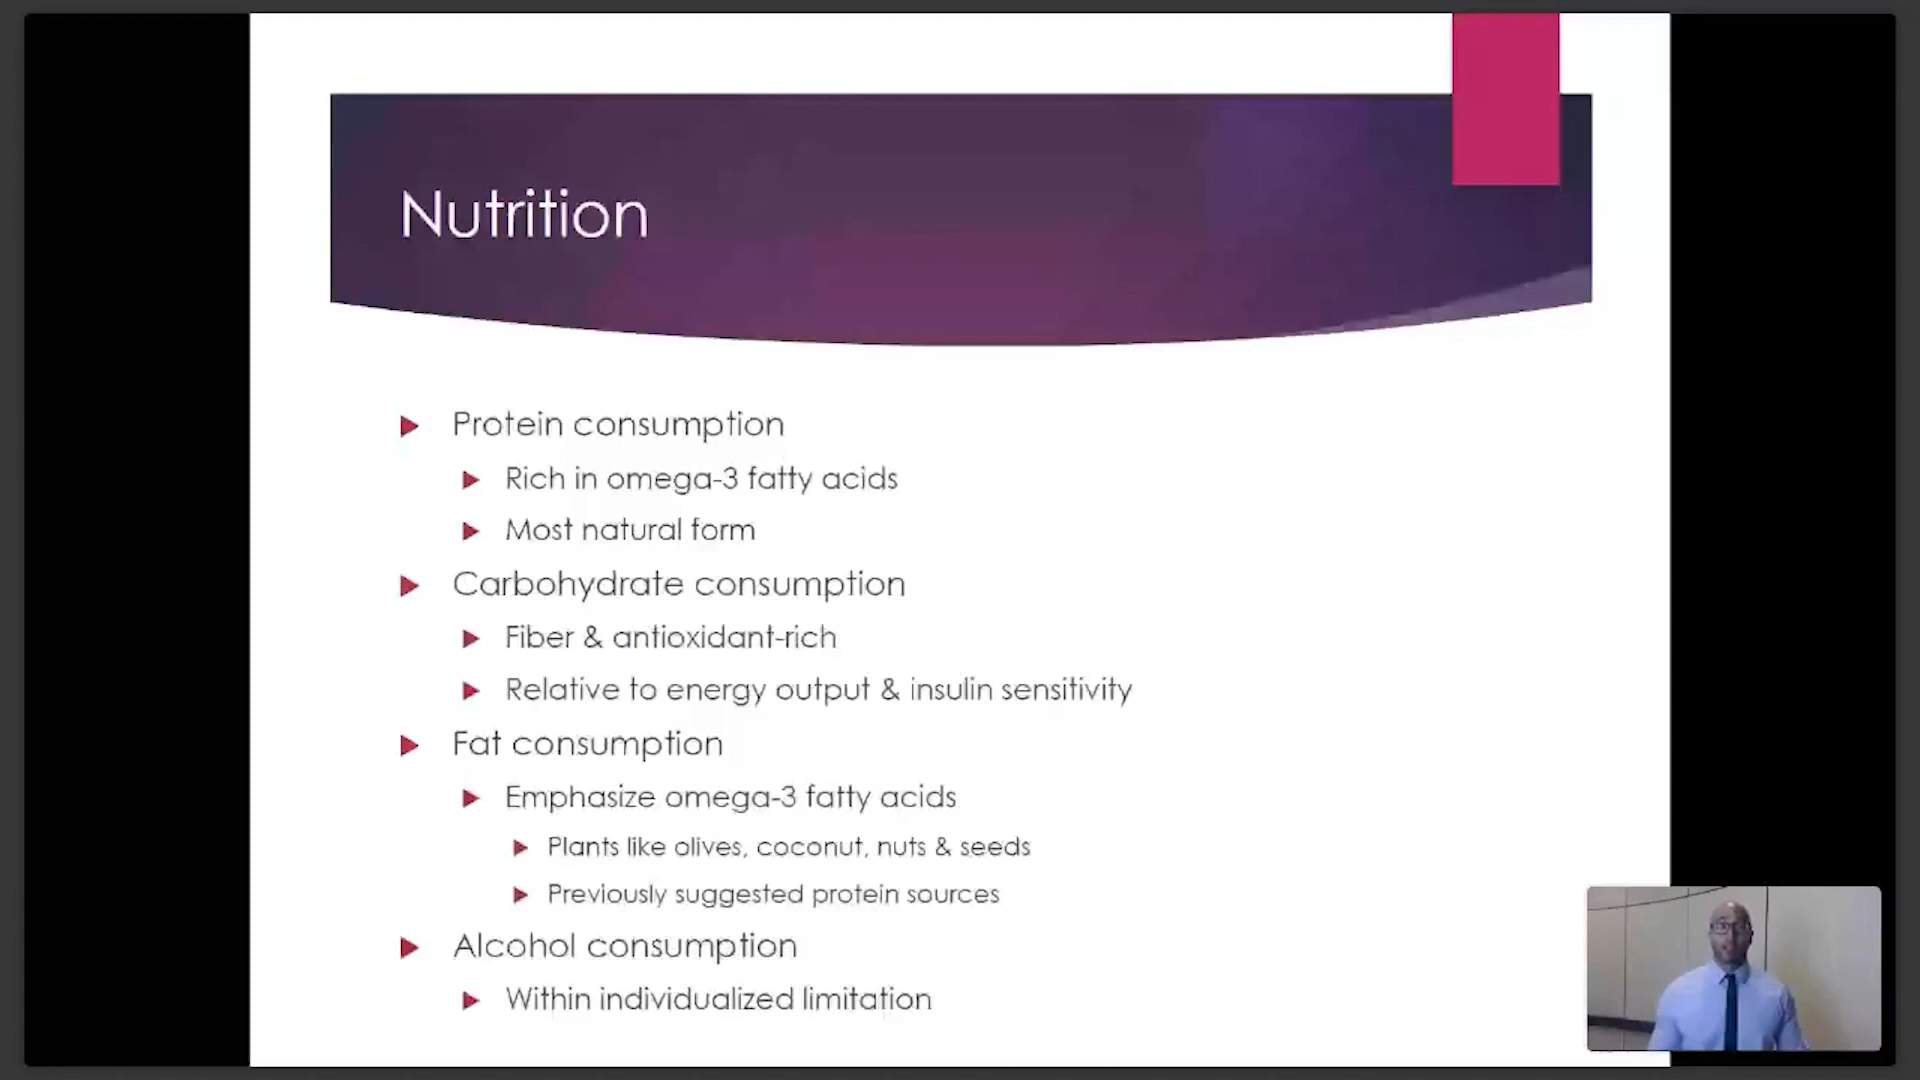 Nutrition
Protein consumption
Rich in omega-3 fatty acids
Most natural form
Carbohydrate consumption
Fiber & antioxidant-rich
Relative to energy output & insulin sensitivity
Fat consumption
Emphasize omega-3 fatty acids
Plants like olives, coconut, nuts & seeds
Previously suggested protein sources
Alcohol consumption
Within individualized limitation